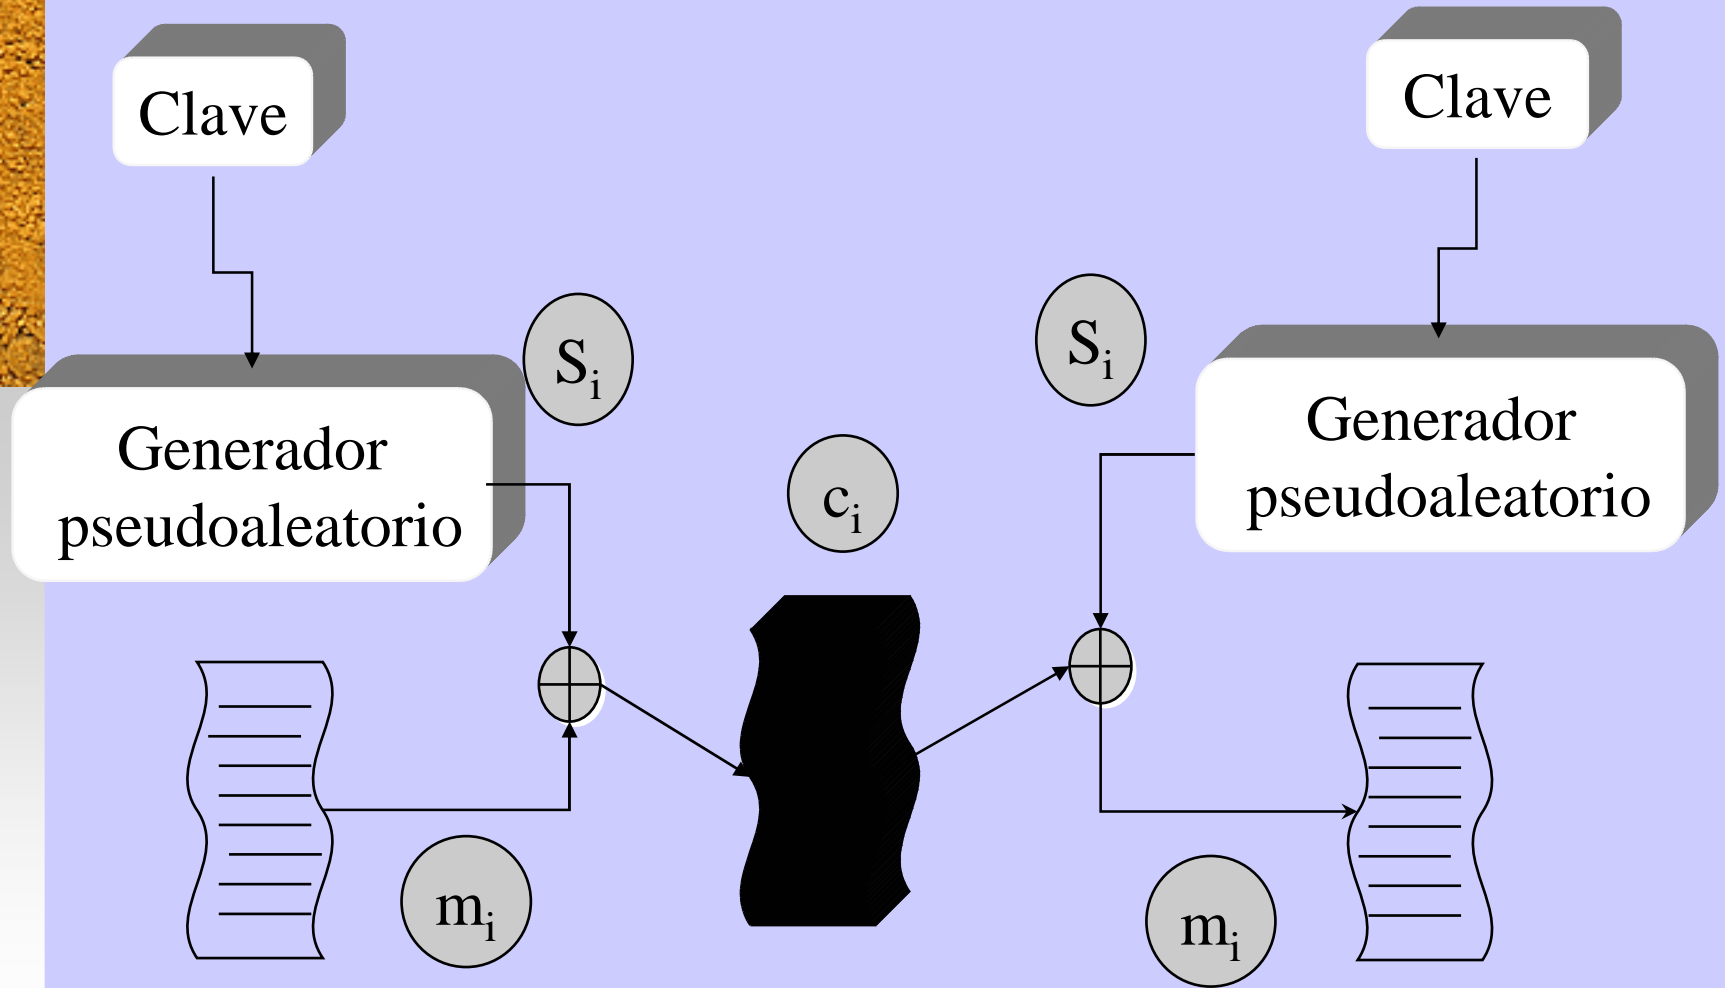 Clave
Clave
Si
Si
Generador
pseudoaleatorio
Generador
pseudoaleatorio
ci
mi
mi